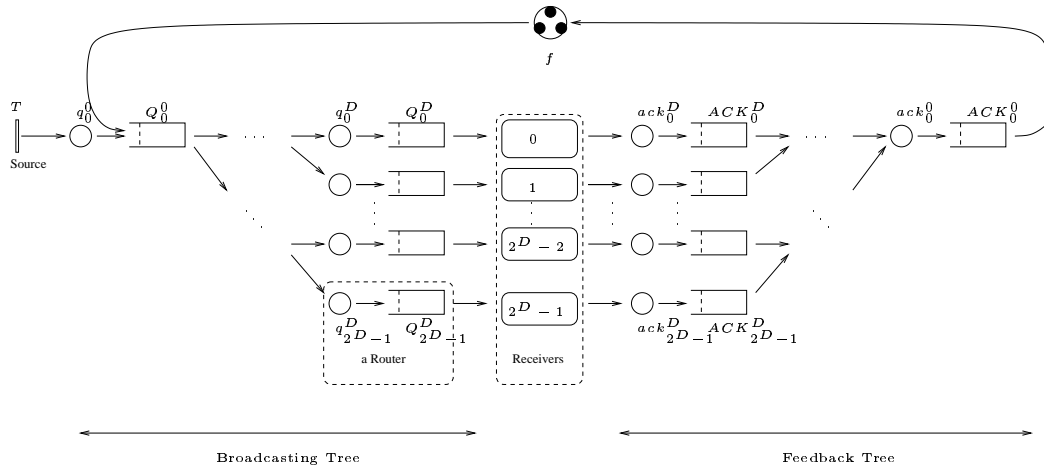 f
T q_0^0 Q_0^0 q_0^D Q_0^D ack_0^D ACK_0^D ack_0^0 ACK_0^0
. . . 0 . . .
Source
1
2^D − 2
2^D − 1
q_{2^D−1}^D Q_{2^D−1}^D ack_{2^D−1}^D ACK_{2^D−1}^D
a Router Receivers
Broadcasting Tree Feedback Tree